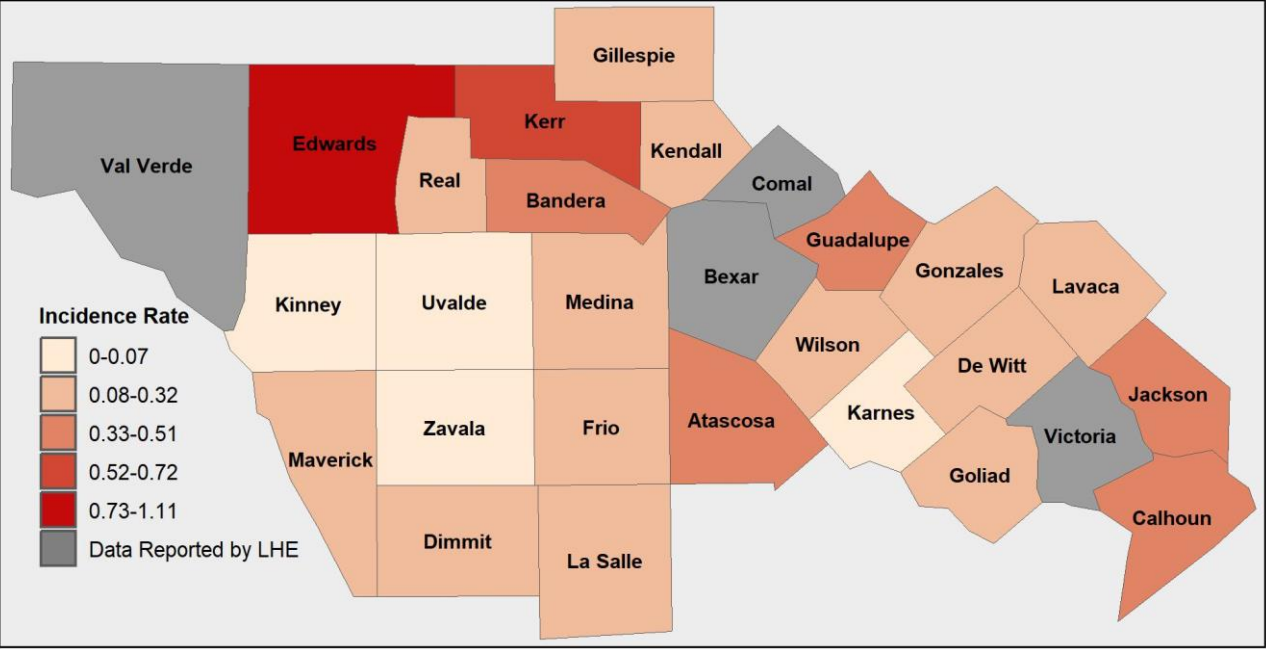 Gillespie
Kerr
Edwards
Kendall
Val Verde
Real
Comal
Bandera
Guadalupe
Gonzales
Bexar
Lavaca
Kinney
Uvalde
Medina
Wilson
De Witt
Jackson
Karnes
Atascosa
Zavala
Frio
Victoria
Maverick
Goliad
Calhoun
Dimmit
La Salle
Incidence Rate
0-0.07
0.08-0.32
0.33-0.51
0.52-0.72
0.73-1.11
Data Reported by LHE